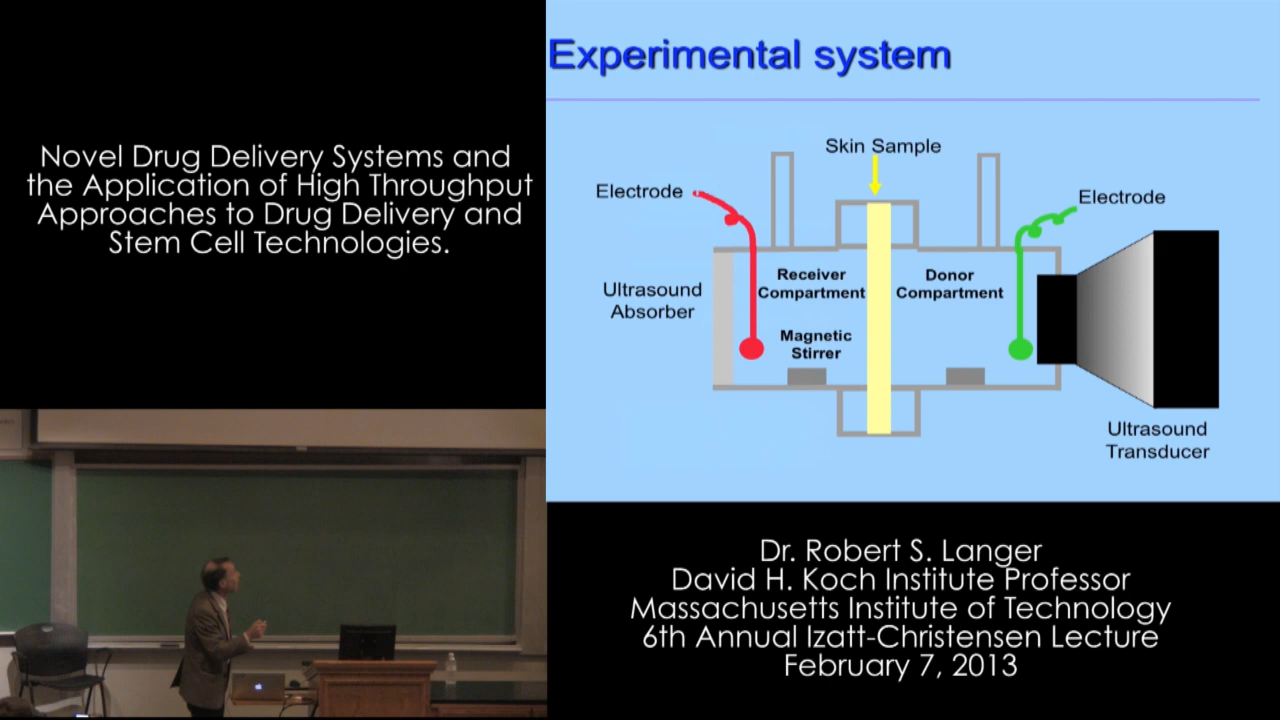 Novel Drug Delivery Systems and
the Application of High Throughput
Approaches to Drug Delivery and
Stem Cell Technologies.
Experimental system
Skin Sample
Electrode
Electrode
Receiver
Compartment
Donor
Compartment
Ultrasound
Absorber
Magnetic
Stirrer
Ultrasound
Transducer
Dr. Robert S. Langer
David H. Koch Institute Professor
Massachusetts Institute of Technology
6th Annual Izatt-Christensen Lecture
February 7, 2013